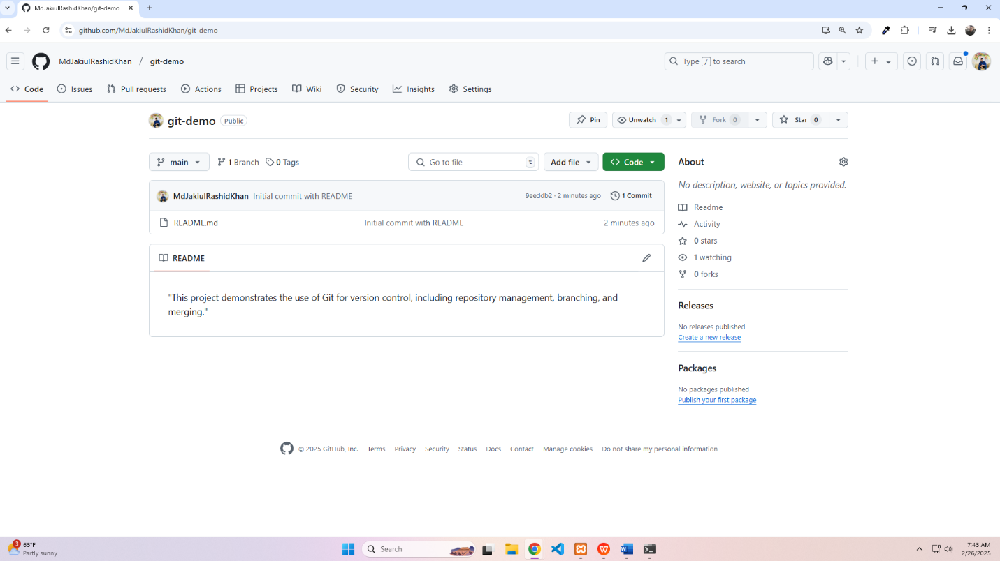 MdJakiulRashidKhan/git-demo
github.com/MdJakiulRashidKhan/git-demo
MdJakiulRashidKhan / git-demo
Type / to search
Code Issues Pull requests Actions Projects Wiki Security Insights Settings
git-demo Public
Pin Unwatch 1 Fork 0 Star 0
main 1 Branch 0 Tags Go to file t Add file Code
About
No description, website, or topics provided.
MdJakiulRashidKhan Initial commit with README 9eeddb2 · 2 minutes ago 1 Commit
README.md Initial commit with README 2 minutes ago
Readme
Activity
0 stars
1 watching
0 forks
README
"This project demonstrates the use of Git for version control, including repository management, branching, and
merging."
Releases
No releases published
Create a new release
Packages
No packages published
Publish your first package
© 2025 GitHub, Inc. Terms Privacy Security Status Docs Contact Manage cookies Do not share my personal information
3
65°F
Partly sunny
Search
7:43 AM
2/26/2025